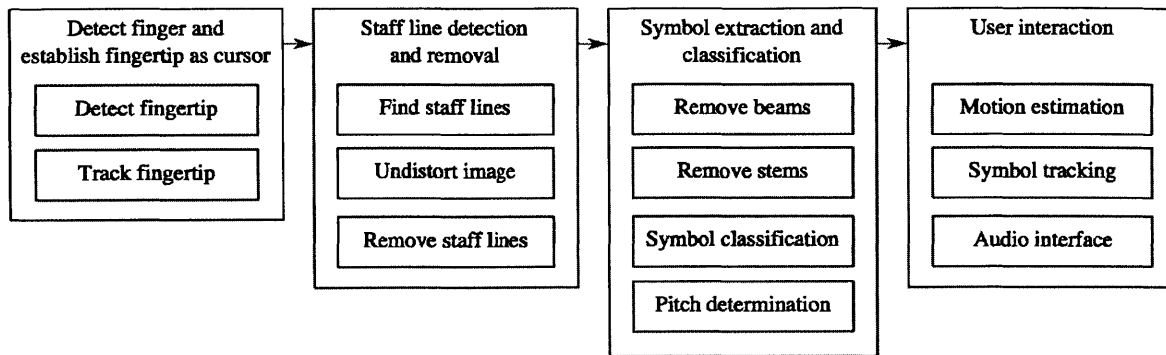 Detect finger and
establish fingertip as cursor
Detect fingertip
Track fingertip
Staff line detection
and removal
Find staff lines
Undistort image
Remove staff lines
Symbol extraction and
classification
Remove beams
Remove stems
Symbol classification
Pitch determination
User interaction
Motion estimation
Symbol tracking
Audio interface